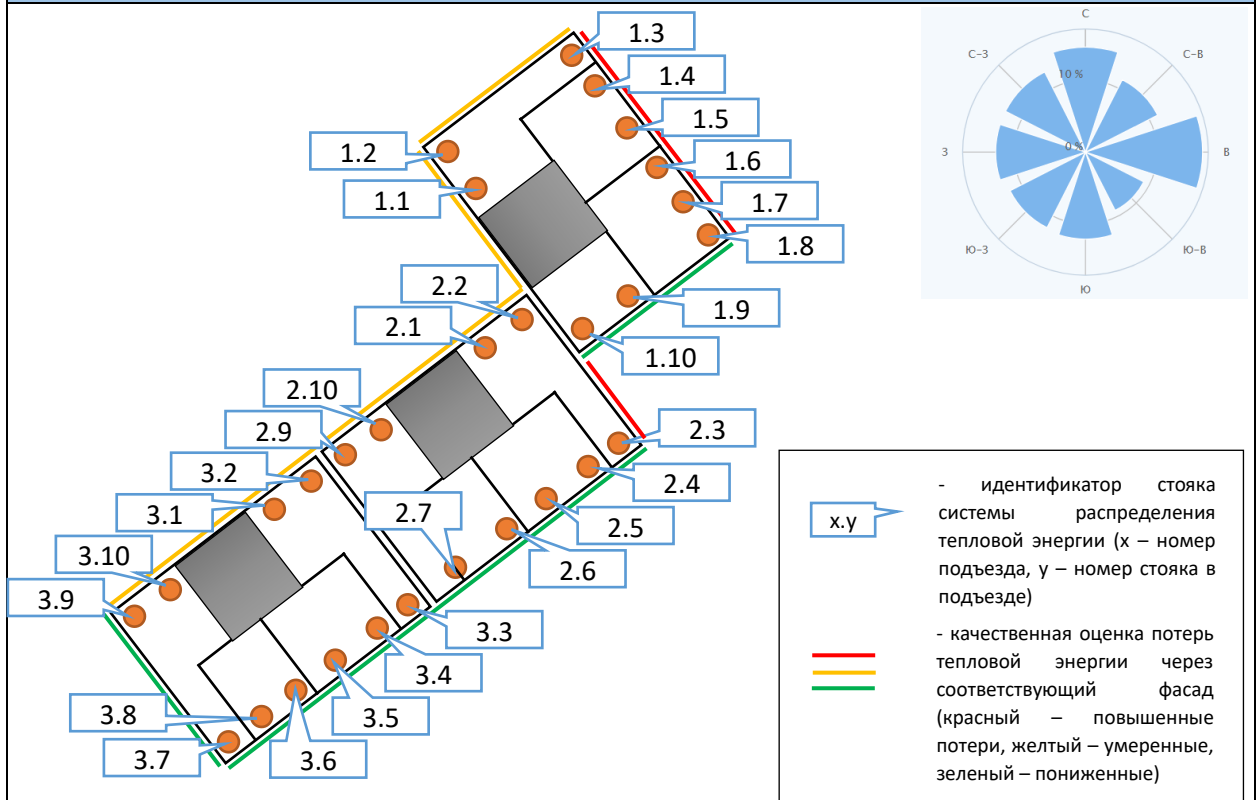 1.3
1.4
1.5
1.2
1.6
1.1
1.7
1.8
2.2
1.9
2.1
1.10
2.10
2.9
2.3
3.2
2.4
3.1
2.7
2.5
3.10
2.6
3.9
3.3
3.4
3.8
3.5
3.7
3.6
С
С-З
С-В
10 %
З
0 %
В
Ю-З
Ю-В
Ю
x.y
- идентификатор стояка
системы распределения
тепловой энергии (x – номер
подъезда, y – номер стояка в
подъезде)
- качественная оценка потерь
тепловой энергии через
соответствующий фасад
(красный – повышенные
потери, желтый – умеренные,
зеленый – пониженные)